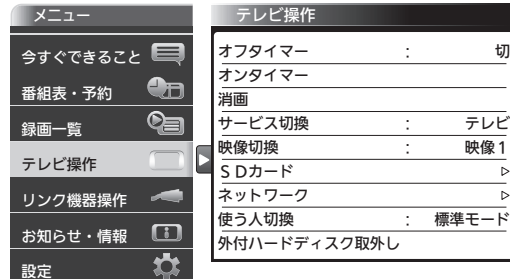 メニュー
今すぐできること
番組表・予約
録画一覧
テレビ操作
リンク機器操作
お知らせ・情報
設定
テレビ操作
オフタイマー : 切
オンタイマー
消画
サービス切換 : テレビ
映像切換 : 映像1
SDカード ▷
ネットワーク ▷
使う人切換 : 標準モード
外付ハードディスク取外し